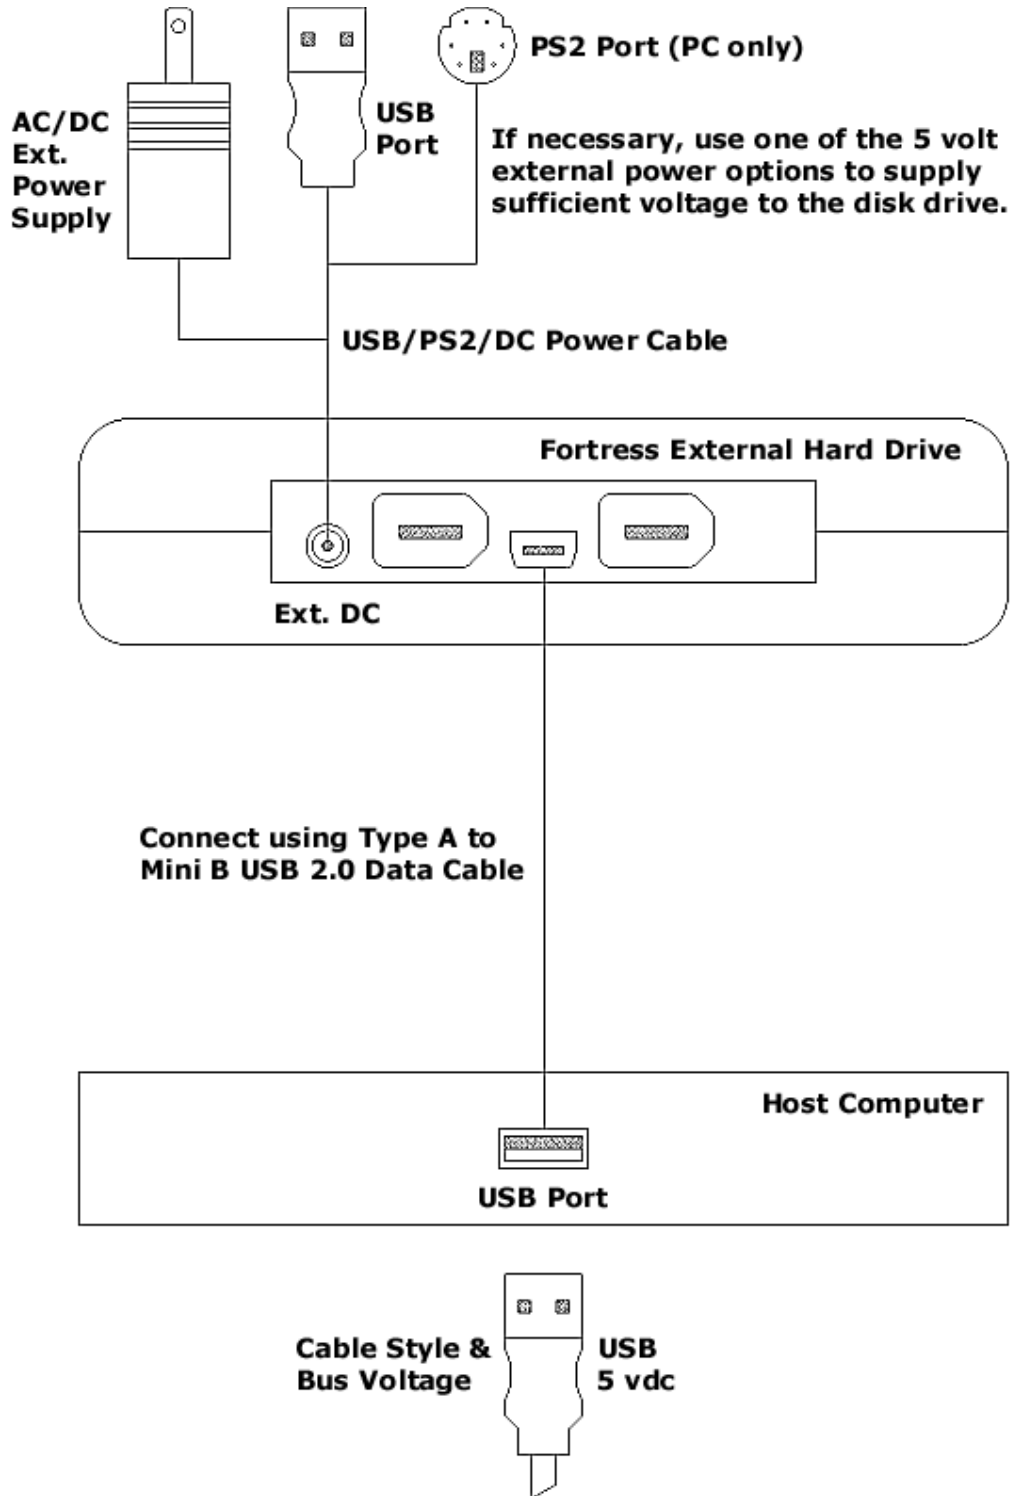 PS2 Port (PC only)
AC/DC
Ext.
Power
Supply
USB
Port
If necessary, use one of the 5 volt
external power options to supply
sufficient voltage to the disk drive.
USB/PS2/DC Power Cable
Fortress External Hard Drive
Ext. DC
Connect using Type A to
Mini B USB 2.0 Data Cable
Host Computer
USB Port
Cable Style &
Bus Voltage
USB
5 vdc